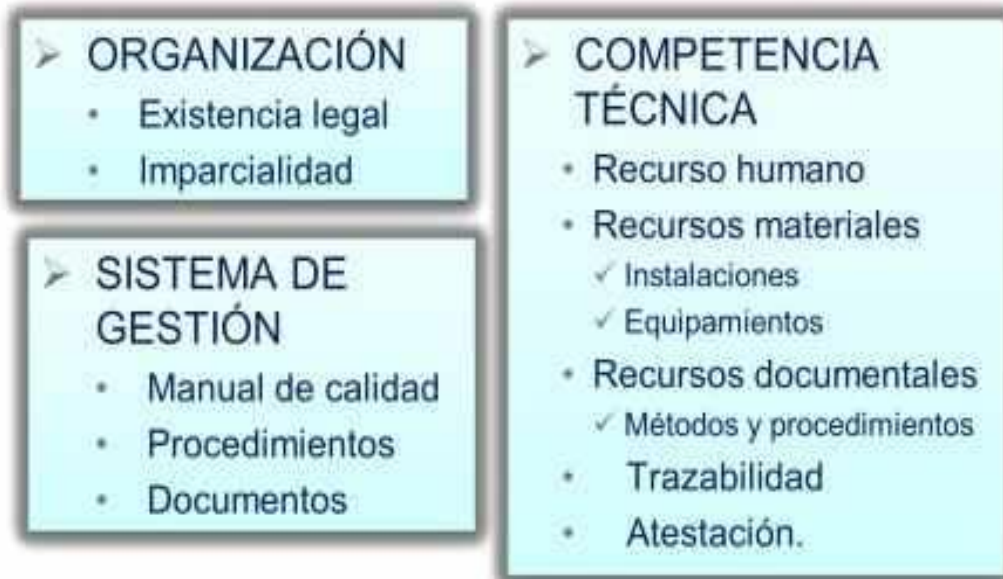 ➢ ORGANIZACIÓN
• Existencia legal
• Imparcialidad
➢ SISTEMA DE
GESTIÓN
• Manual de calidad
• Procedimientos
• Documentos
➢ COMPETENCIA
TÉCNICA
• Recurso humano
• Recursos materiales
✓ Instalaciones
✓ Equipamientos
• Recursos documentales
✓ Métodos y procedimientos
• Trazabilidad
• Atestación.